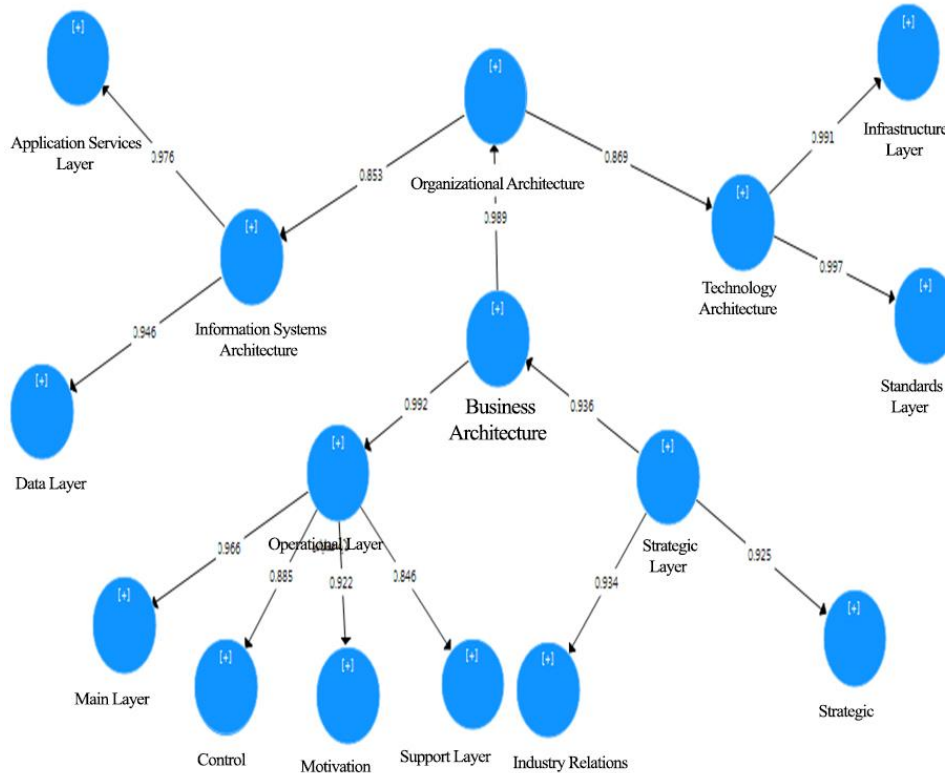 [+]
Application Services
Layer
[+]
Organizational Architecture
[+]
Infrastructure
Layer
0.976
0.853
0.869
0.991
[+]
Information Systems
Architecture
[+]
Technology
Architecture
0.989
0.997
[+]
Standards
Layer
0.946
[+]
Data Layer
[+]
Business
Architecture
0.992
0.936
[+]
Operational Layer
[+]
Strategic
Layer
0.966
0.885
0.922
0.846
0.934
0.925
[+]
Main Layer
[+]
Control
[+]
Motivation
[+]
Support Layer
[+]
Industry Relations
[+]
Strategic